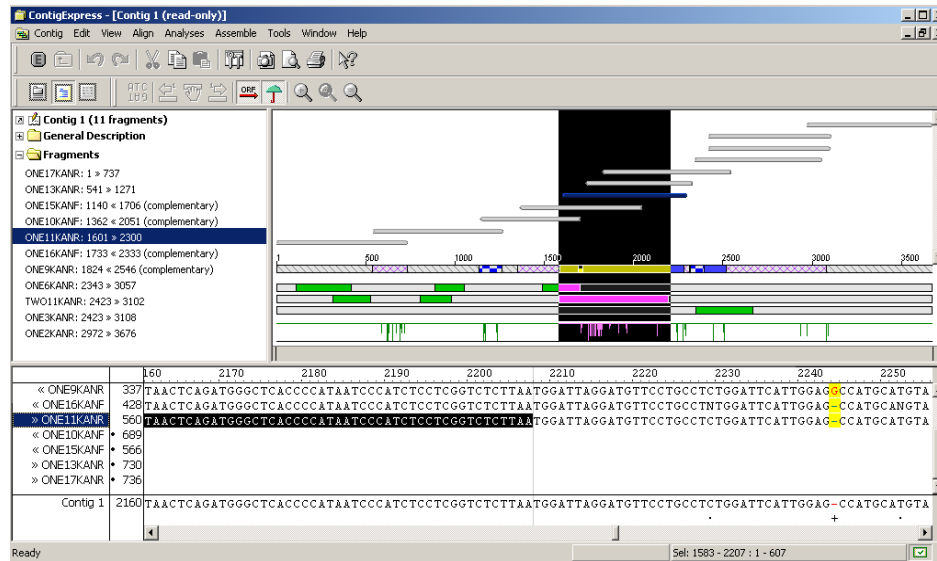 ContigExpress - [Contig 1 (read-only)]
Contig Edit View Align Analyses Assemble Tools Window Help
ORF
Contig 1 (11 fragments)
General Description
Fragments
ONE17KANR: 1 » 737
ONE13KANR: 541 » 1271
ONE15KANF: 1140 « 1706 (complementary)
ONE10KANF: 1362 « 2051 (complementary)
ONE11KANR: 1601 » 2300
ONE16KANF: 1733 « 2333 (complementary)
ONE9KANR: 1824 « 2546 (complementary)
ONE6KANR: 2343 » 3057
TWO11KANR: 2423 » 3102
ONE3KANR: 2423 » 3108
ONE2KANR: 2972 » 3676
1 500 1000 1500 2000 2500 3000 3500
160 2170 2180 2190 2200 2210 2220 2230 2240 2250
« ONE9KANR 337 TAACTCAGATGGGCTCACCCCATAATCCCATCTCCTCGGTCTCTTAATGGATTAGGATGTTCCTGCCTCTGGATTCATTGGAGGCCATGCATGTA
« ONE16KANF 428 TAACTCAGATGGGCTCACCCCATAATCCCATCTCCTCGGTCTCTTAATGGATTAGGATGTTCCTGCCTNTGGATTCATTGGAG-CCATGCANGTA
» ONE11KANR 560 TAACTCAGATGGGCTCACCCCATAATCCCATCTCCTCGGTCTCTTAATGGATTAGGATGTTCCTGCCTCTGGATTCATTGGAG-CCATGCATGTA
« ONE10KANF • 689
« ONE15KANF • 566
» ONE13KANR • 730
» ONE17KANR • 736
Contig 1 2160 TAACTCAGATGGGCTCACCCCATAATCCCATCTCCTCGGTCTCTTAATGGATTAGGATGTTCCTGCCTCTGGATTCATTGGAG-CCATGCATGTA
. + .
Ready Sel: 1583 - 2207 : 1 - 607